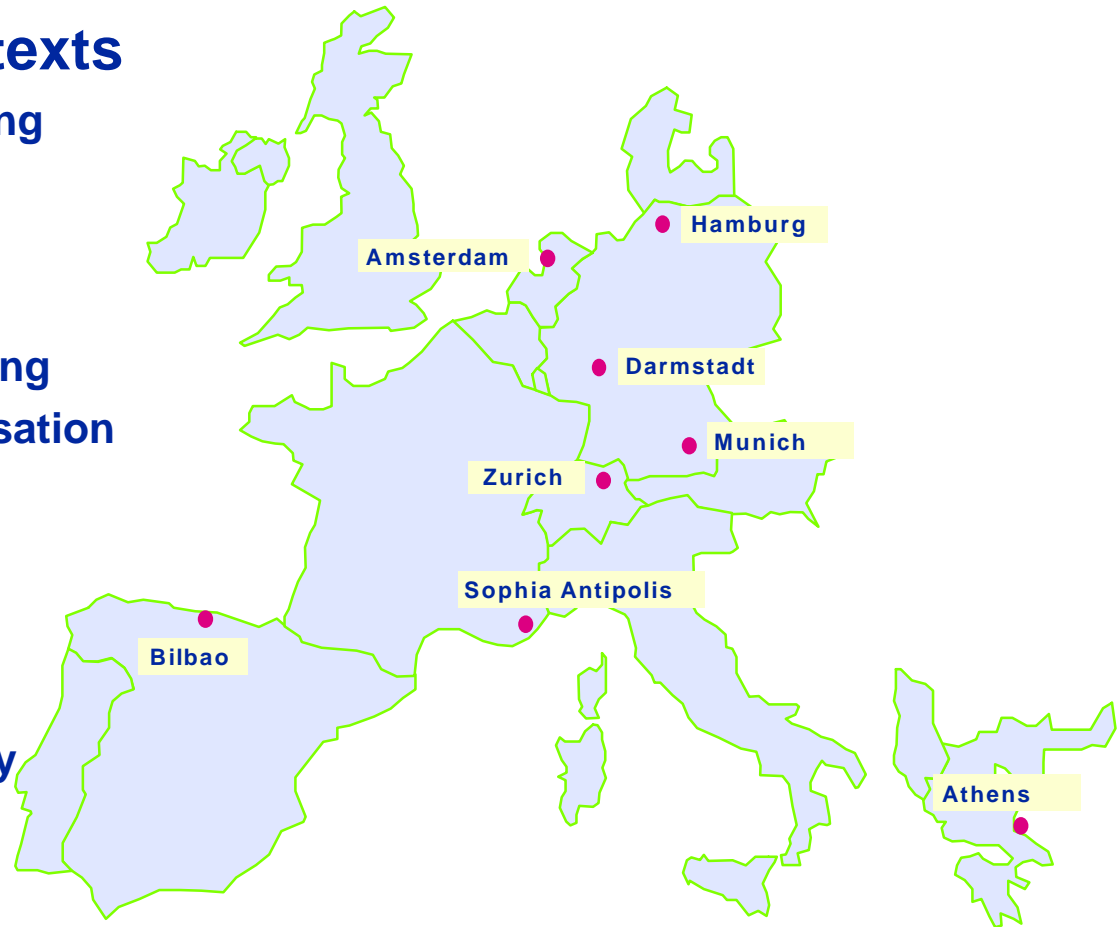 texts
ng
Hamburg
Amsterdam
ng
Darmstadt
sation
Munich
Zurich
Sophia Antipolis
Bilbao
y
Athens